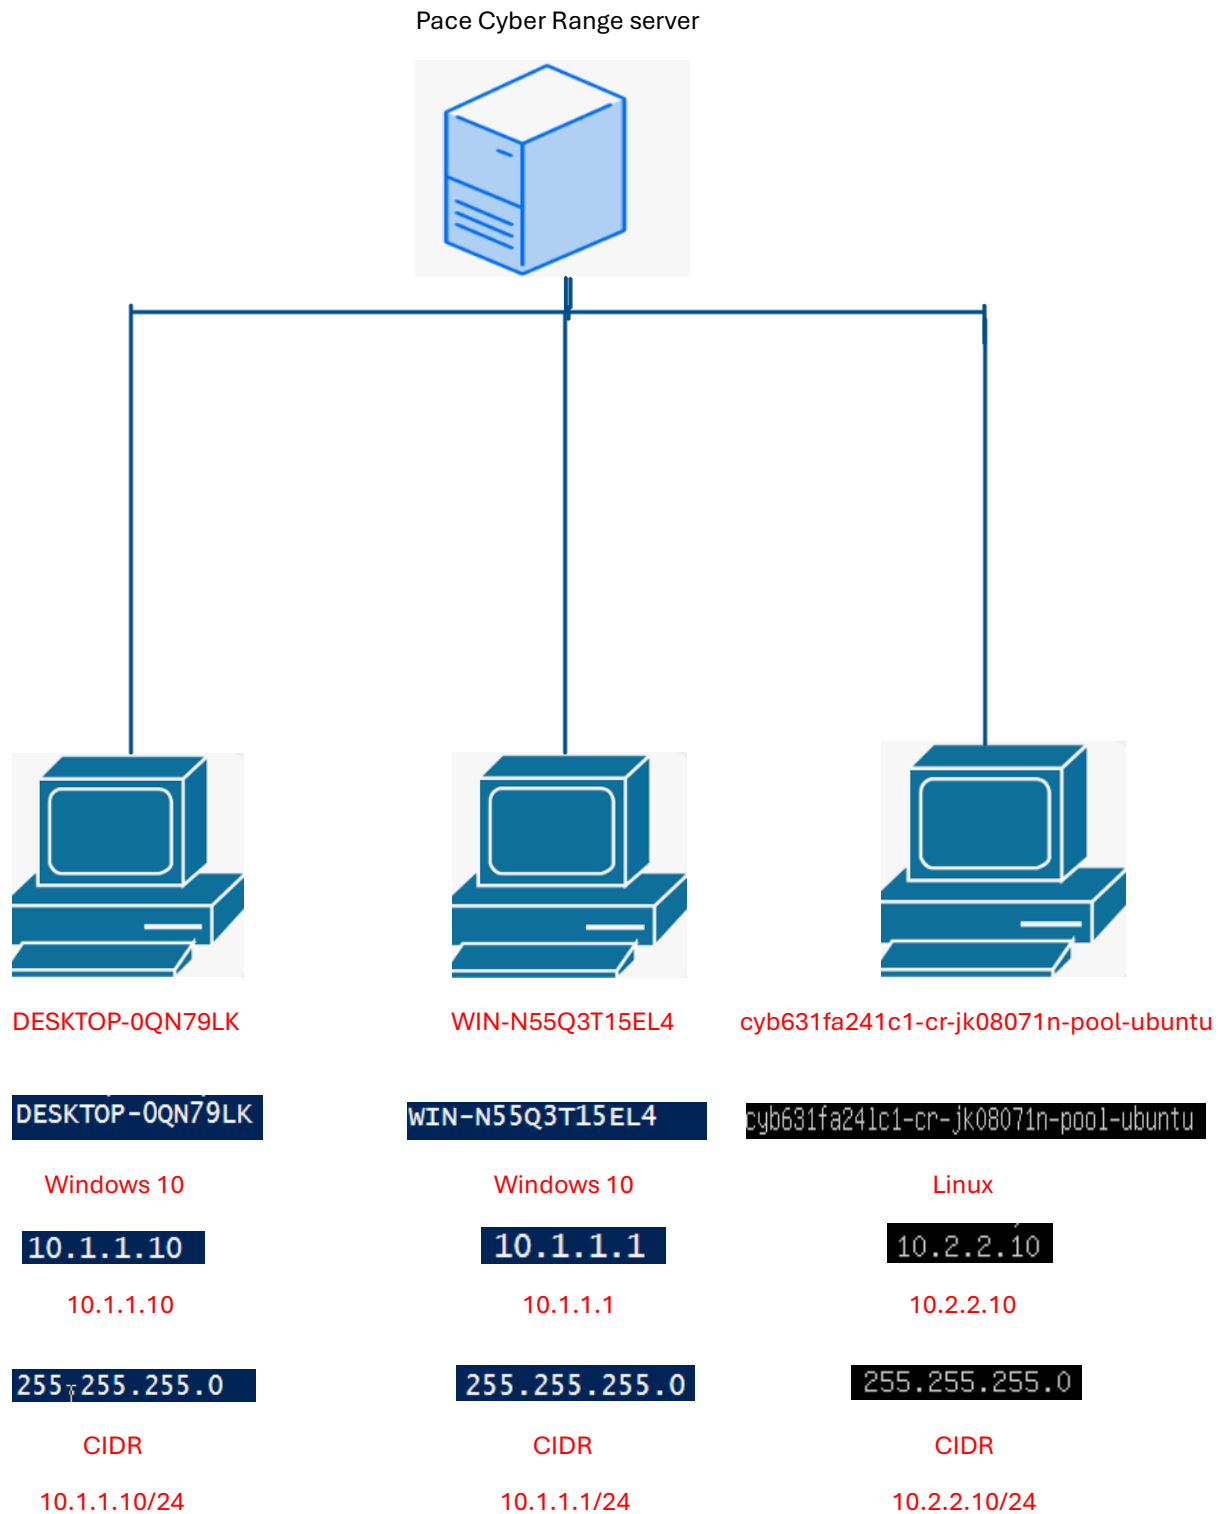 Pace Cyber Range server
DESKTOP-0QN79LK
WIN-N55Q3T15EL4
cyb631fa241c1-cr-jk08071n-pool-ubuntu
DESKTOP-0QN79LK
WIN-N55Q3T15EL4
cyb631fa241c1-cr-jk08071n-pool-ubuntu
Windows 10
Windows 10
Linux
10.1.1.10
10.1.1.1
10.2.2.10
10.1.1.10
10.1.1.1
10.2.2.10
255.255.255.0
255.255.255.0
255.255.255.0
CIDR
CIDR
CIDR
10.1.1.10/24
10.1.1.1/24
10.2.2.10/24